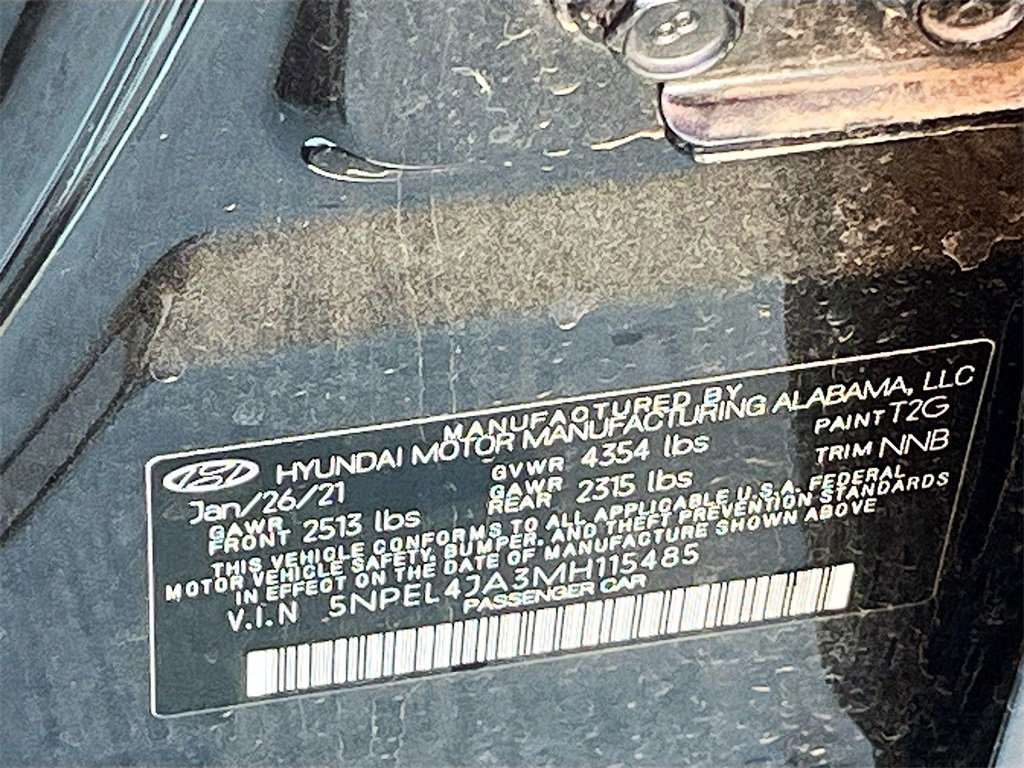 MANUFACTURED BY
HYUNDAI MOTOR MANUFACTURING ALABAMA, LLC
Jan/26/21 GVWR 4354 lbs PAINT T2G
GAWR FRONT 2513 lbs GAWR REAR 2315 lbs TRIM NNB
THIS VEHICLE CONFORMS TO ALL APPLICABLE U.S.A. FEDERAL
MOTOR VEHICLE SAFETY, BUMPER, AND THEFT PREVENTION STANDARDS
IN EFFECT ON THE DATE OF MANUFACTURE SHOWN ABOVE
V.I.N 5NPEL4JA3MH115485
PASSENGER CAR